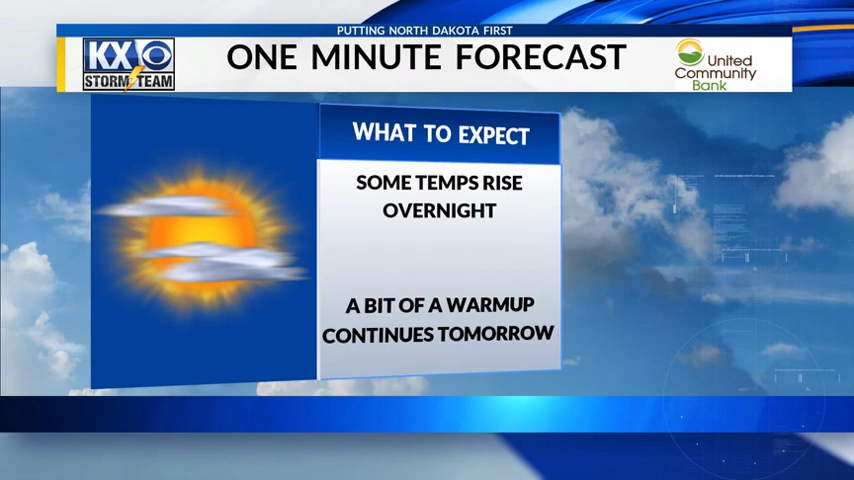 PUTTING NORTH DAKOTA FIRST
KX
STORM TEAM
ONE MINUTE FORECAST
United
Community
Bank
WHAT TO EXPECT
SOME TEMPS RISE
OVERNIGHT
A BIT OF A WARMUP
CONTINUES TOMORROW